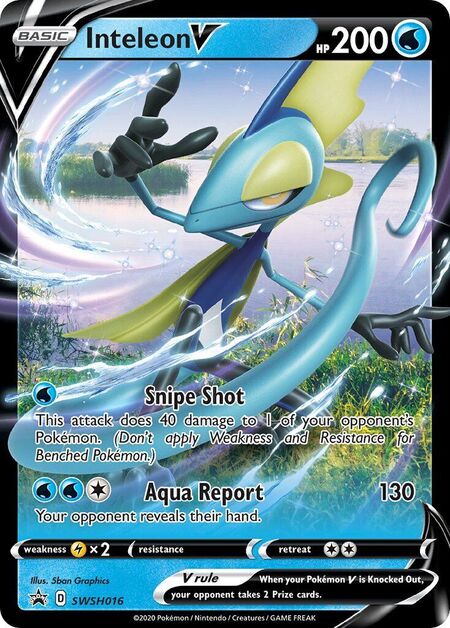 BASIC Inteleon V HP 200
Snipe Shot
This attack does 40 damage to 1 of your opponent's
Pokémon. (Don't apply Weakness and Resistance for
Benched Pokémon.)
Aqua Report 130
Your opponent reveals their hand.
weakness ×2 resistance retreat
Illus. 5ban Graphics
V rule When your Pokémon V is Knocked Out,
your opponent takes 2 Prize cards.
D SWSH016
©2020 Pokémon / Nintendo / Creatures / GAME FREAK